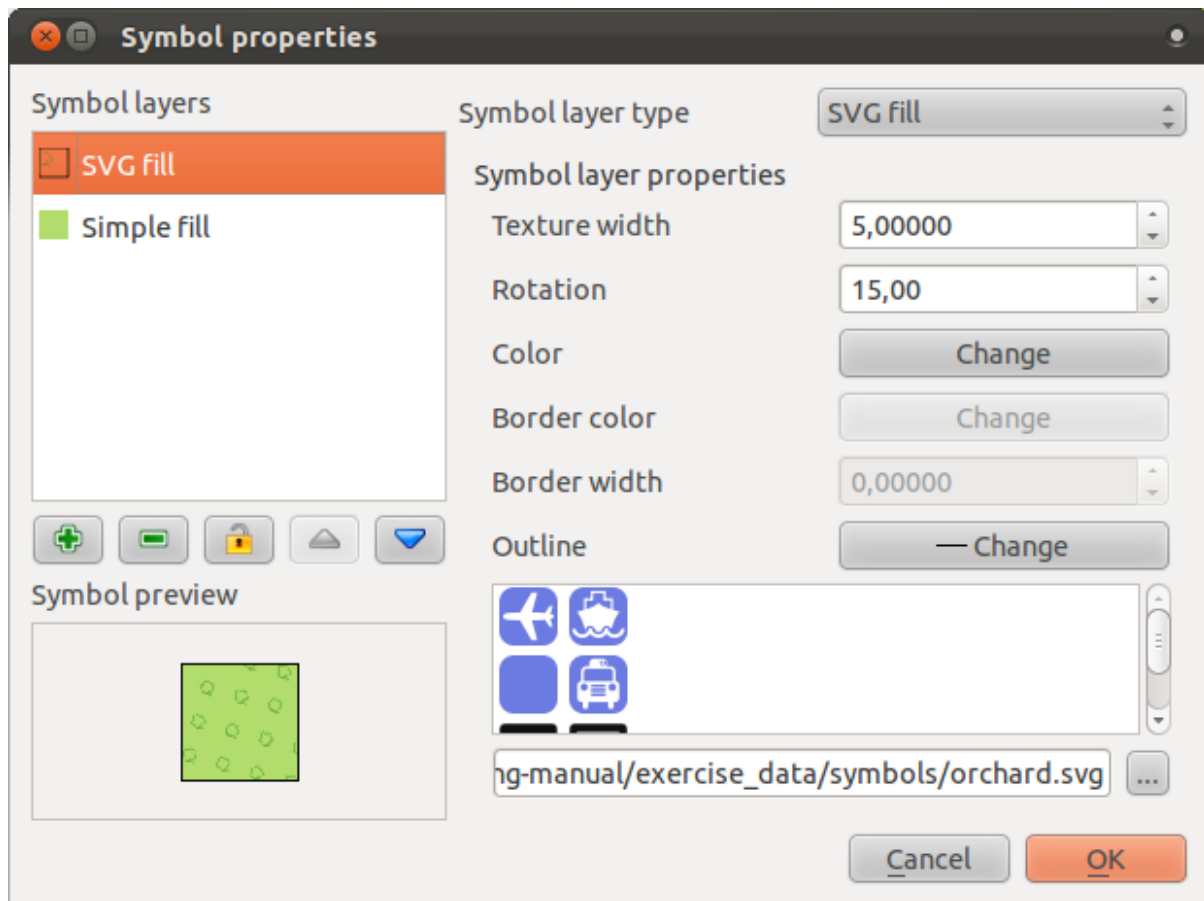 Symbol properties
Symbol layers
SVG fill
Simple fill
Symbol preview
Symbol layer type
SVG fill
Symbol layer properties
Texture width
5,00000
Rotation
15,00
Color
Change
Border color
Change
Border width
0,00000
Outline
Change
ng-manual/exercise_data/symbols/orchard.svg
...
Cancel
OK